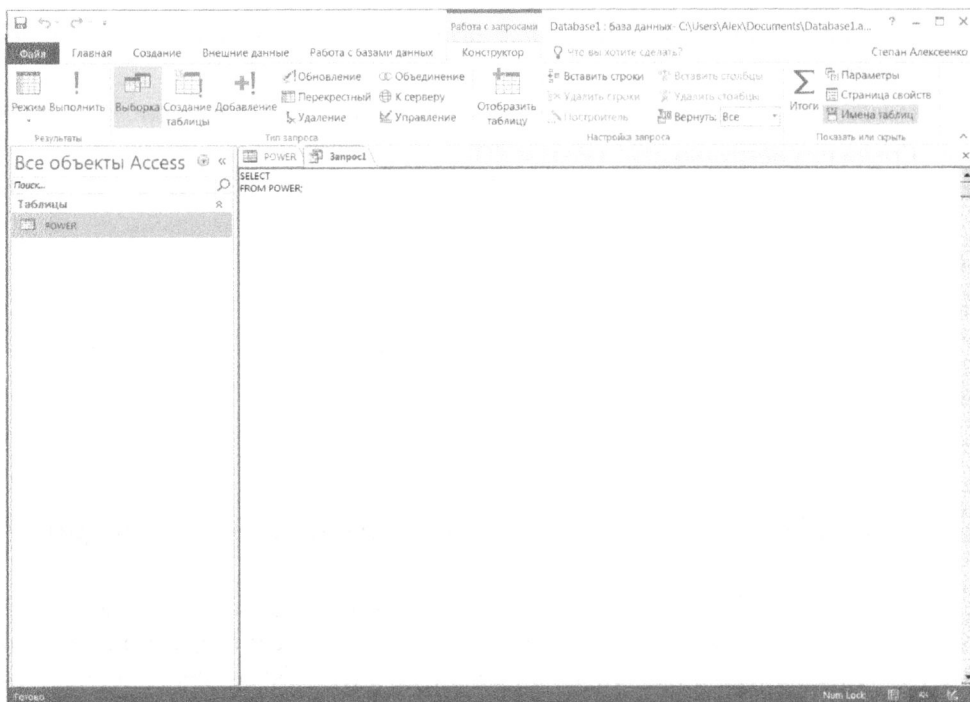 Работа с запросами
Database1 : база данных- C:\Users\Alex\Documents\Database1.a...
?
Файл Главная Создание Внешние данные Работа с базами данных Конструктор Что вы хотите сделать? Степан Алексеенко
Режим Выполнить Выборка Создание таблицы Добавление
Обновление
Перекрестный
Удаление
Объединение
К серверу
Управление
Отобразить таблицу
Вставить строки
Удалить строки
Построитель
Вставить столбцы
Удалить столбцы
Вернуть: Все
Итоги
Параметры
Страница свойств
Имена таблиц
Результаты Тип запроса Настройка запроса Показать или скрыть
Все объекты Access
Поиск...
Таблицы
POWER
POWER Запрос1
SELECT
FROM POWER;
Готово Num Lock SQL